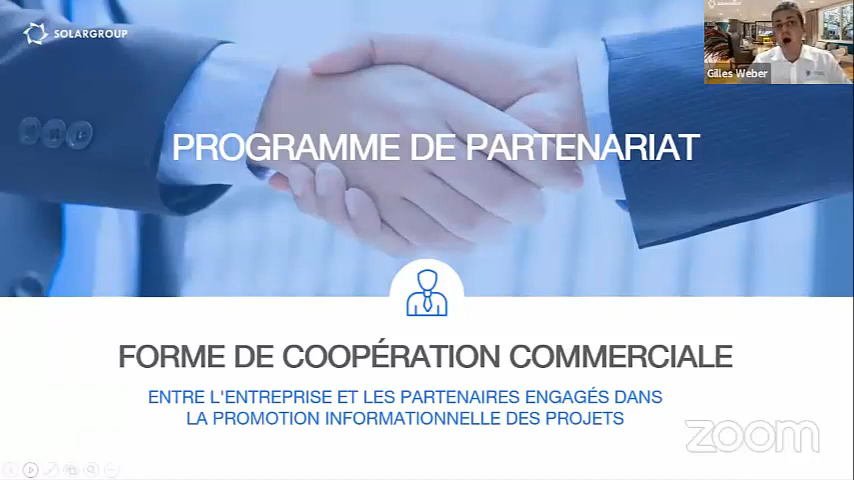 SOLARGROUP
Gilles Weber
PROGRAMME DE PARTENARIAT
FORME DE COOPÉRATION COMMERCIALE
ENTRE L'ENTREPRISE ET LES PARTENAIRES ENGAGÉS DANS
LA PROMOTION INFORMATIONNELLE DES PROJETS
zoom